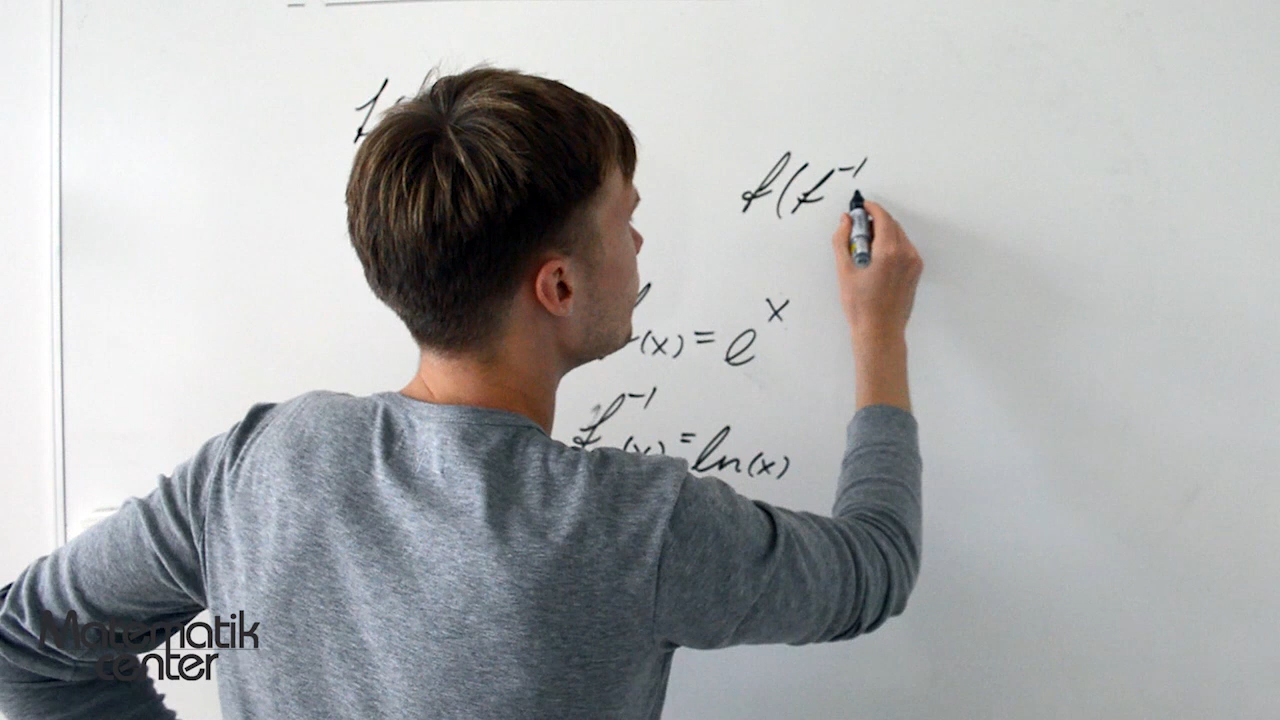 f(f⁻¹
(x) = e^x
f⁻¹(x) = ln(x)
Matematik
center